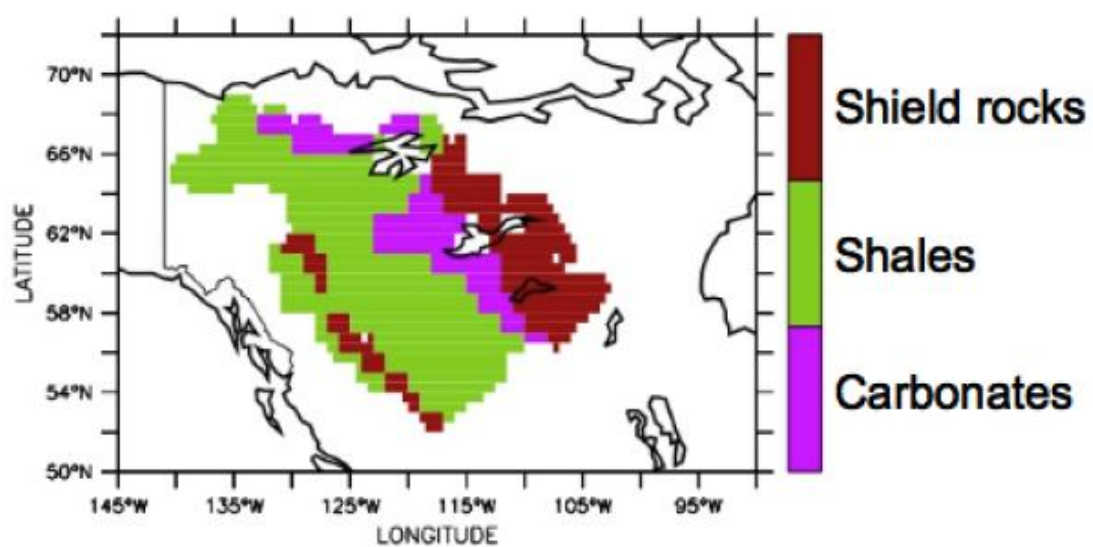 70°N
66°N
62°N
58°N
54°N
50°N
LATITUDE
145°W 135°W 125°W 115°W 105°W 95°W
LONGITUDE
Shield rocks
Shales
Carbonates